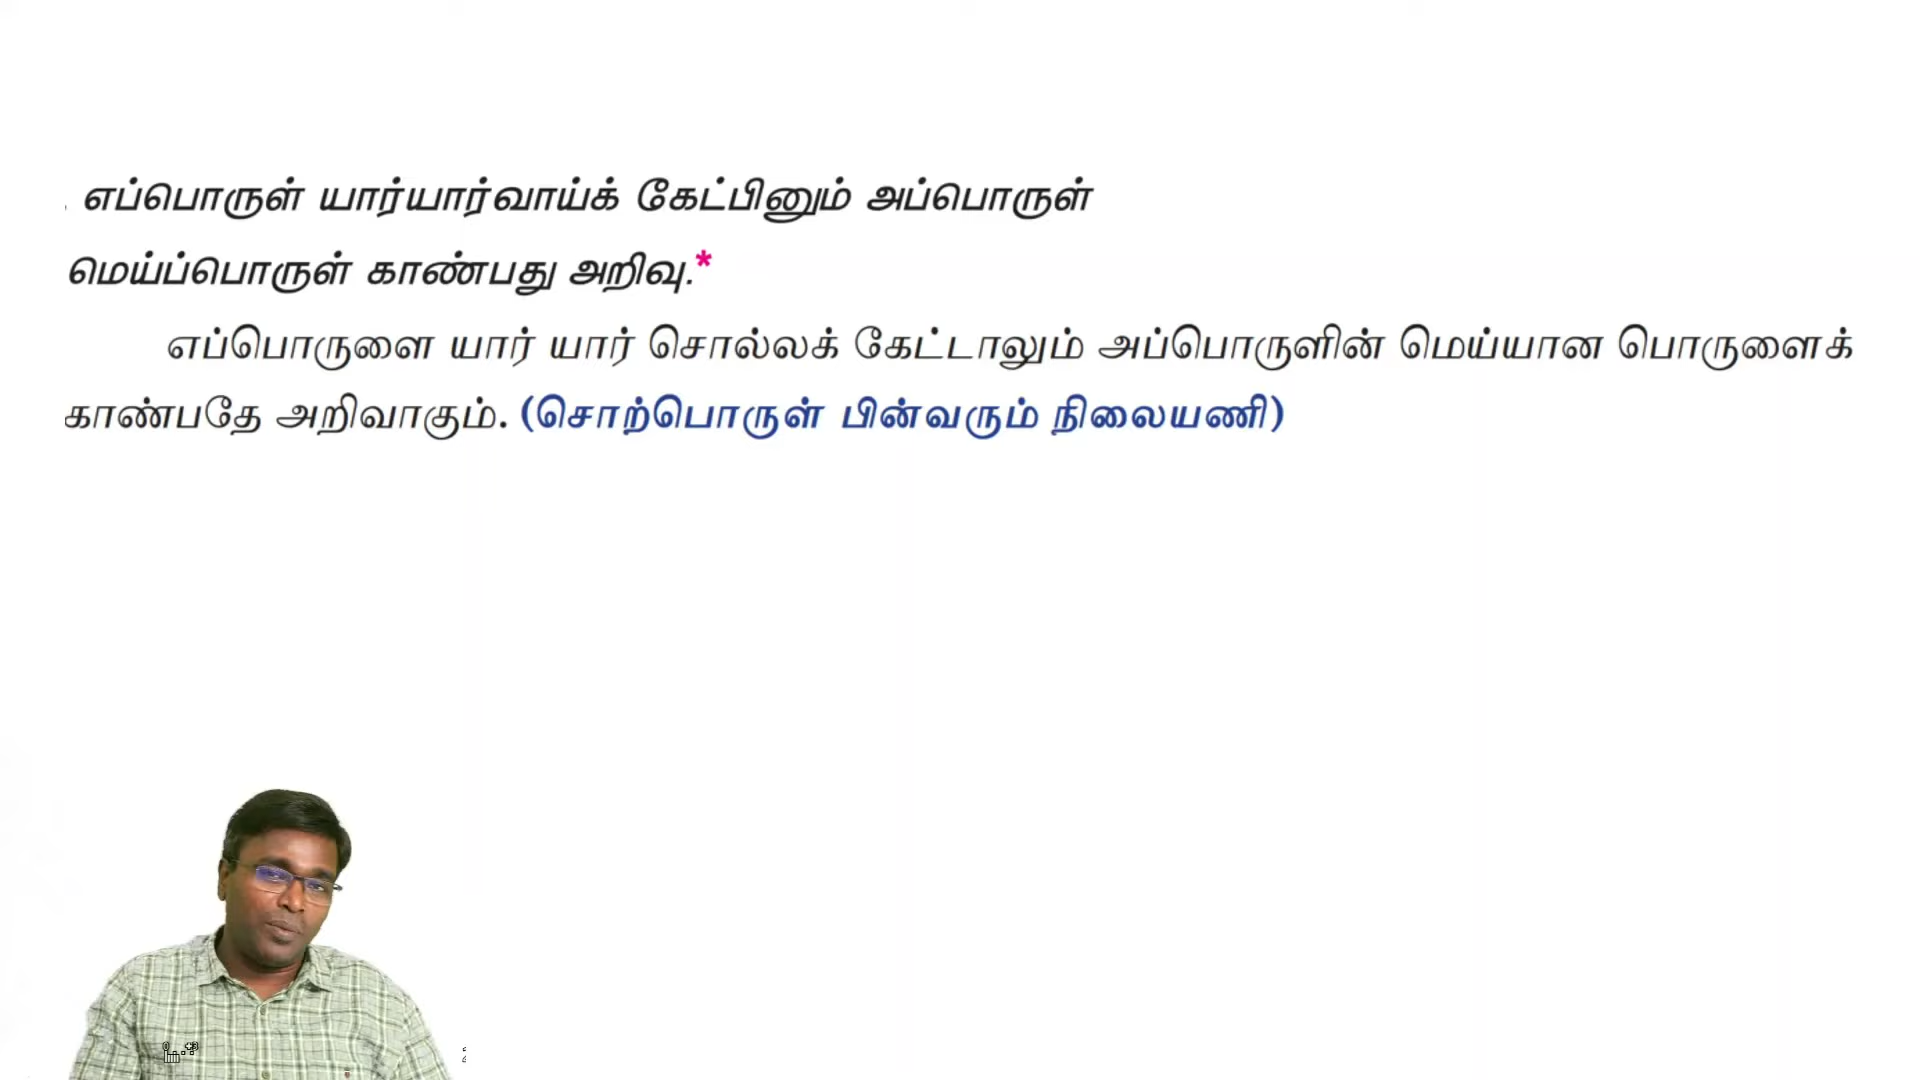 எப்பொருள் யார்யார்வாய்க் கேட்பினும் அப்பொருள்
மெய்ப்பொருள் காண்பது அறிவு.*
எப்பொருளை யார் யார் சொல்லக் கேட்டாலும் அப்பொருளின் மெய்யான பொருளைக்
காண்பதே அறிவாகும். (சொற்பொருள் பின்வரும் நிலையணி)